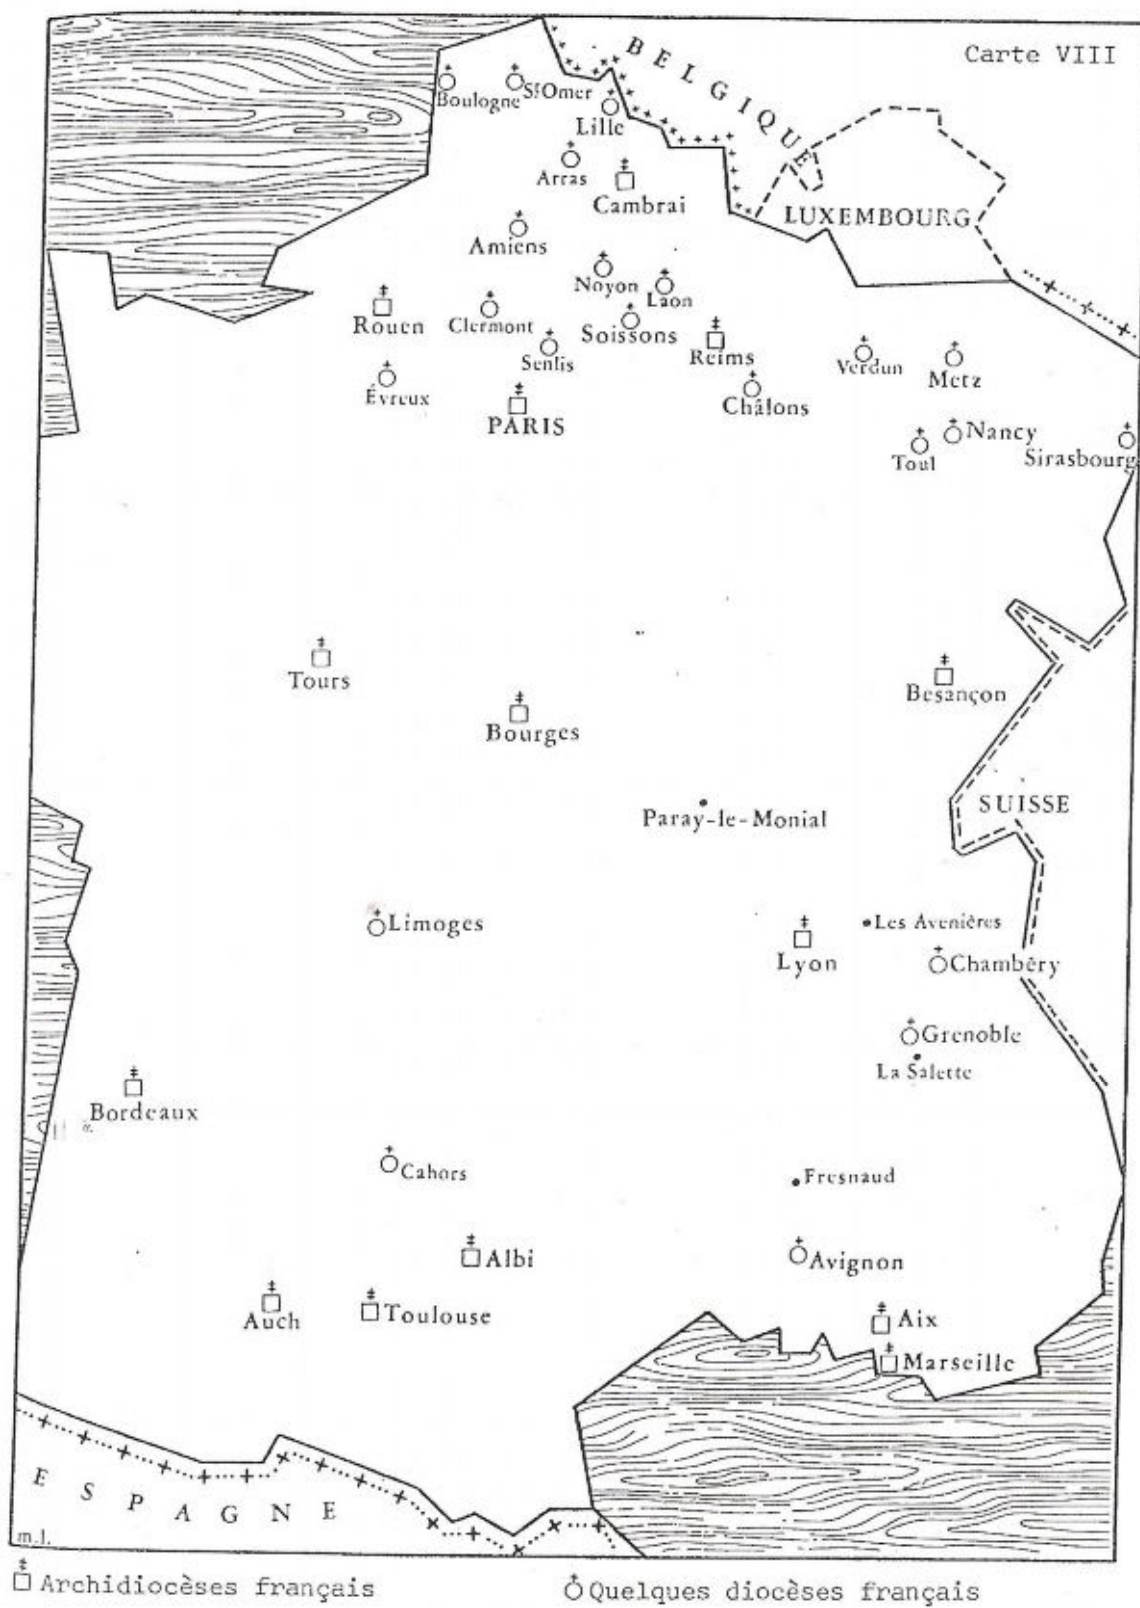 Carte VIII
BELGIQUE
Boulogne
St Omer
Lille
Arras
Cambrai
LUXEMBOURG
Amiens
Noyon
Laon
Rouen
Clermont
Soissons
Senlis
Reims
Verdun
Metz
Évreux
PARIS
Châlons
Nancy
Toul
Sirasbourg
Tours
Besançon
Bourges
Paray-le-Monial
SUISSE
Limoges
Les Avenières
Lyon
Chambéry
Grenoble
La Salette
Bordeaux
Cahors
Fresnaud
Albi
Avignon
Auch
Toulouse
Aix
Marseille
ESPAGNE
m.l.
Archidiocèses français
Quelques diocèses français